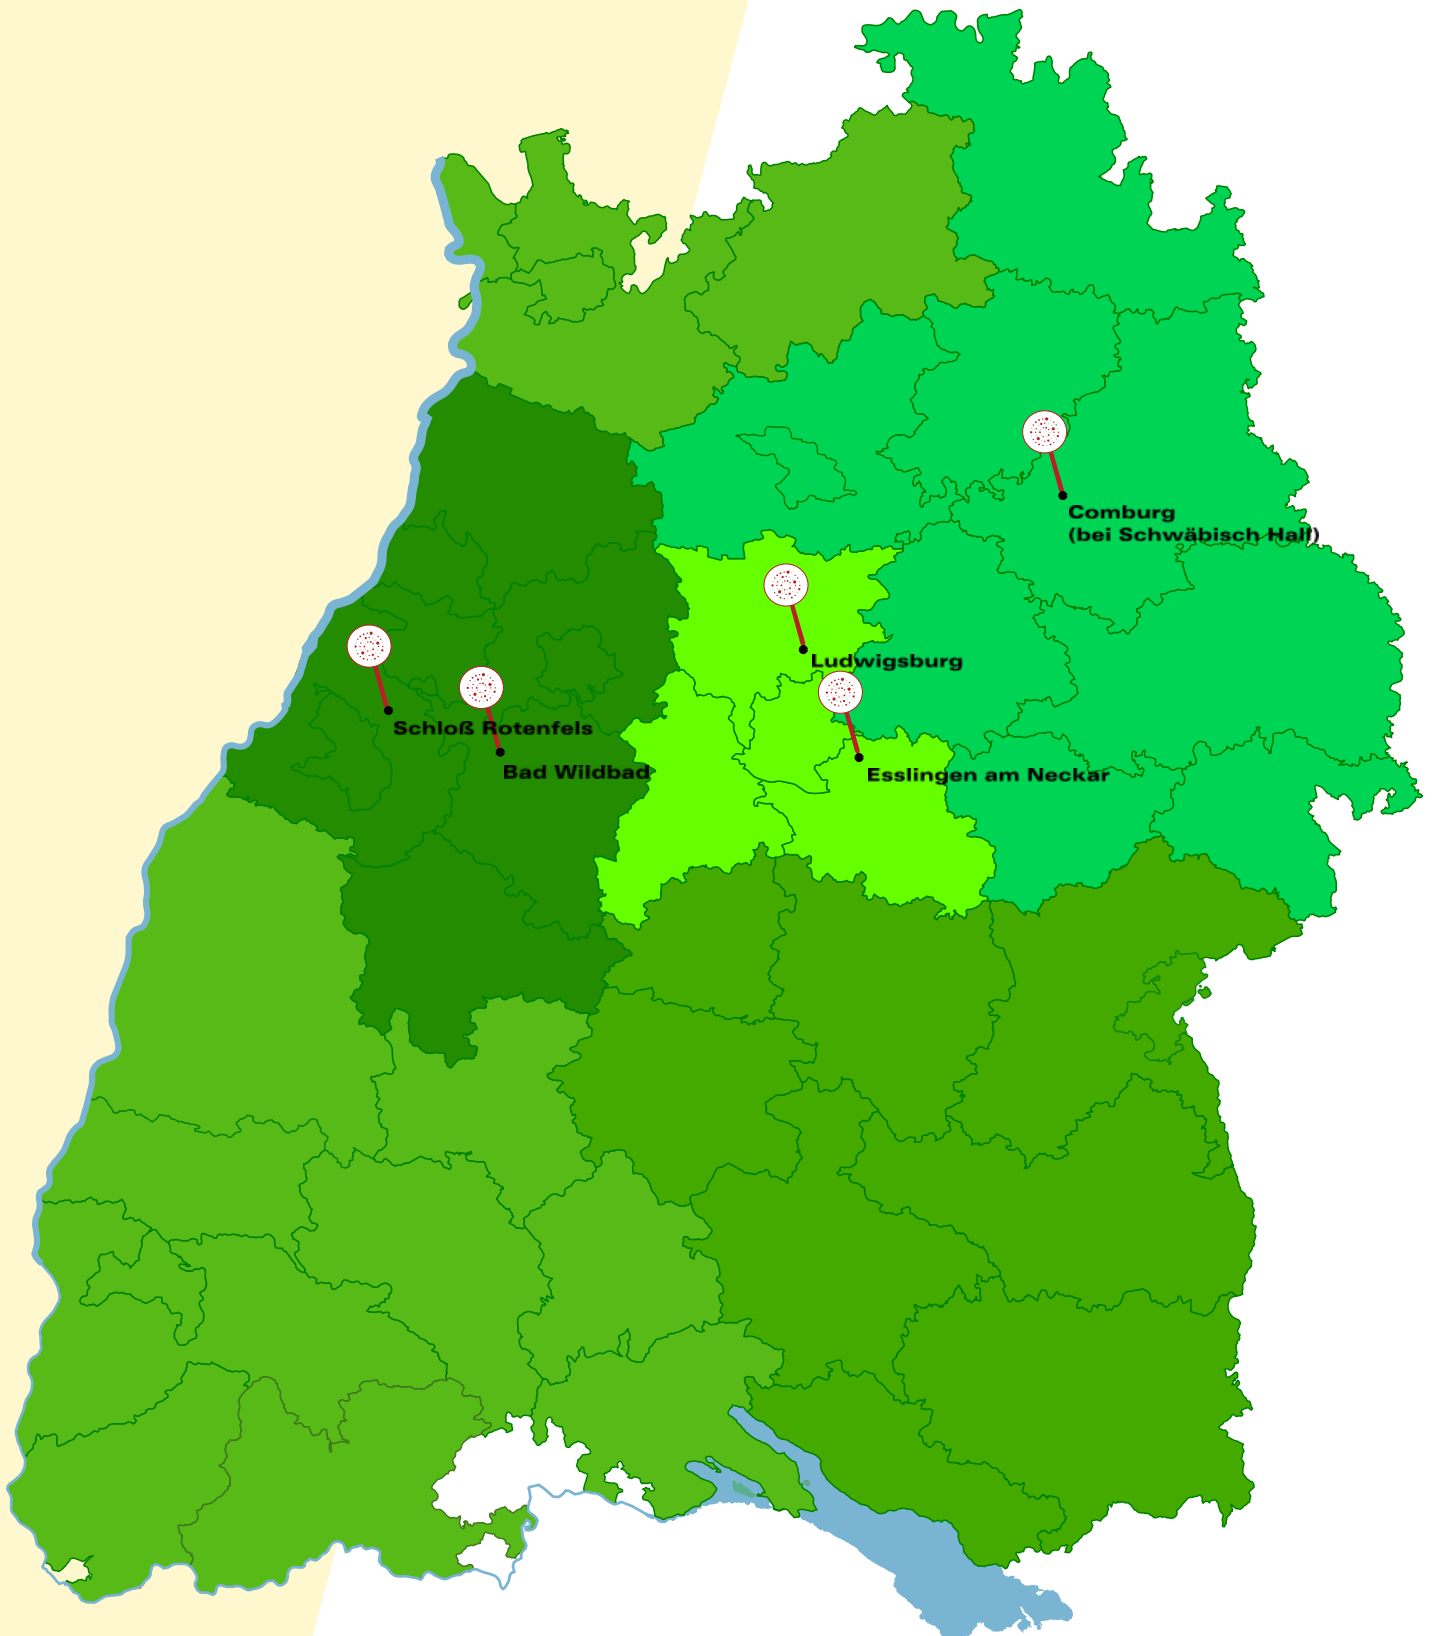 Comburg
(bei Schwäbisch Hall)
Ludwigsburg
Schloß Rotenfels
Bad Wildbad
Esslingen am Neckar